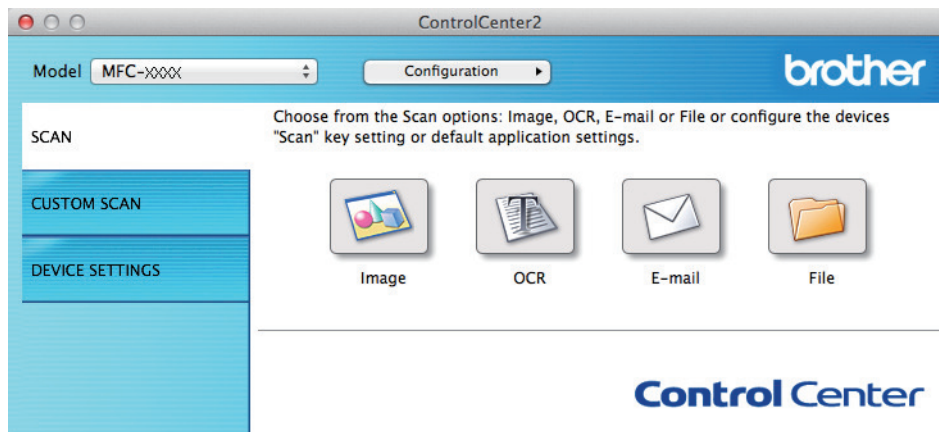 ControlCenter2
Model MFC-XXXX Configuration brother
SCAN
Choose from the Scan options: Image, OCR, E-mail or File or configure the devices
"Scan" key setting or default application settings.
CUSTOM SCAN
DEVICE SETTINGS
T
Image OCR E-mail File
Control Center